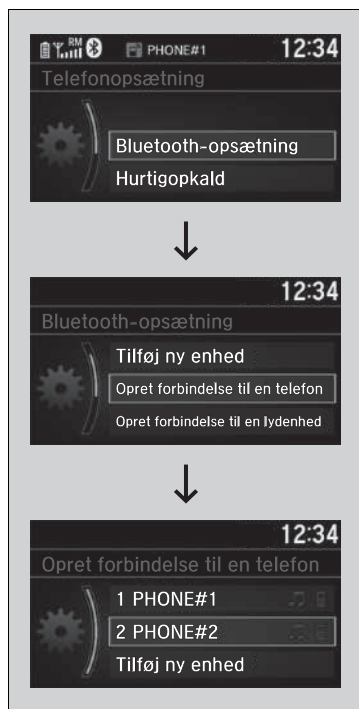 RM PHONE#1 12:34
Telefonopsætning
Bluetooth-opsætning
Hurtigopkald
12:34
Bluetooth-opsætning
Tilføj ny enhed
Opret forbindelse til en telefon
Opret forbindelse til en lydenhed
12:34
Opret forbindelse til en telefon
1 PHONE#1
2 PHONE#2
Tilføj ny enhed